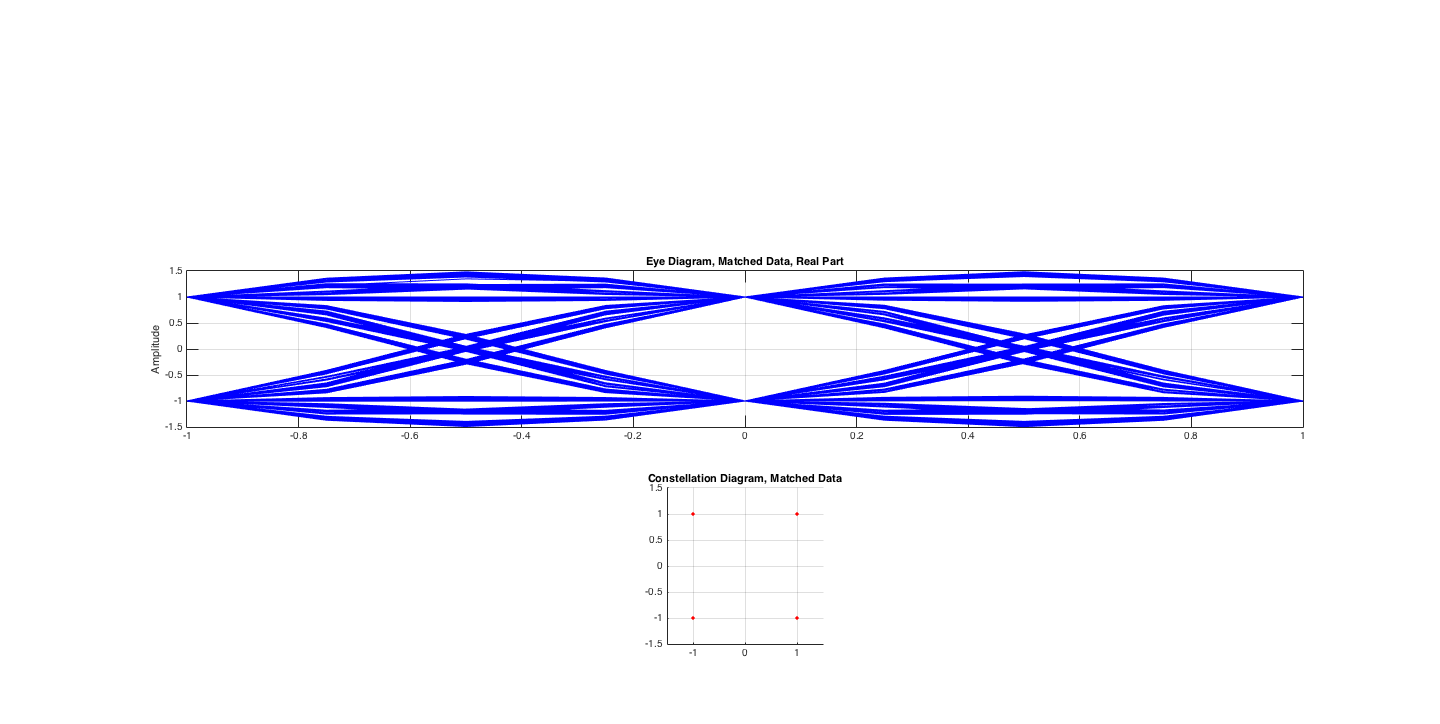 Eye Diagram, Matched Data, Real Part
1.5
1
0.5
0
-0.5
-1
-1.5
Amplitude
-1 -0.8 -0.6 -0.4 -0.2 0 0.2 0.4 0.6 0.8 1
Constellation Diagram, Matched Data
1.5
1
0.5
0
-0.5
-1
-1.5
-1 0 1